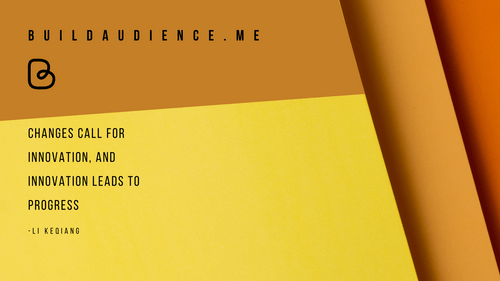 BUILDAUDIENCE.ME
CHANGES CALL FOR
INNOVATION, AND
INNOVATION LEADS TO
PROGRESS
-LI KEQIANG